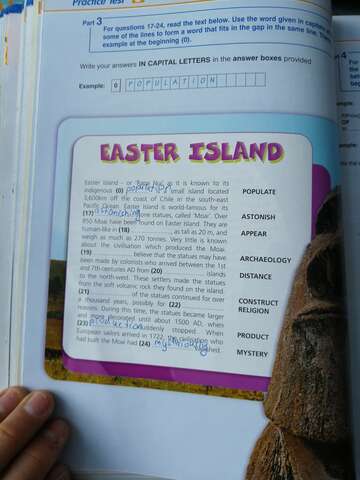 Practice Test
Part 3
For questions 17-24, read the text below. Use the word given in capitals at
some of the lines to form a word that fits in the gap in the same line. There
example at the beginning (0).
Write your answers IN CAPITAL LETTERS in the answer boxes provided
Example: 0 POPULATION
EASTER ISLAND
Easter Island - or 'Rapa Nui' as it is known to its
indigenous (0) population small island located POPULATE
3,600km off the coast of Chile in the south-east
Pacific Ocean. Easter Island is world-famous for its
(17) astonishing stone statues, called 'Moai'. Over ASTONISH
850 Moai have been found on Easter Island. They are
human-like in (18) , as tall as 20 m, and APPEAR
weigh as much as 270 tonnes. Very little is known
about the civilisation which produced the Moai.
(19) believe that the statues may have ARCHAEOLOGY
been made by colonists who arrived between the 1st
and 7th centuries AD from (20) islands DISTANCE
to the north-west. These settlers made the statues
from the soft volcanic rock they found on the island.
(21) of the statues continued for over CONSTRUCT
a thousand years, possibly for (22) RELIGION
reasons. During this time, the statues became larger
and more decorated until about 1500 AD, when
(23) production suddenly stopped. When PRODUCT
European sailors arrived in 1722, the civilisation who
had built the Moai (24) MYSTERY